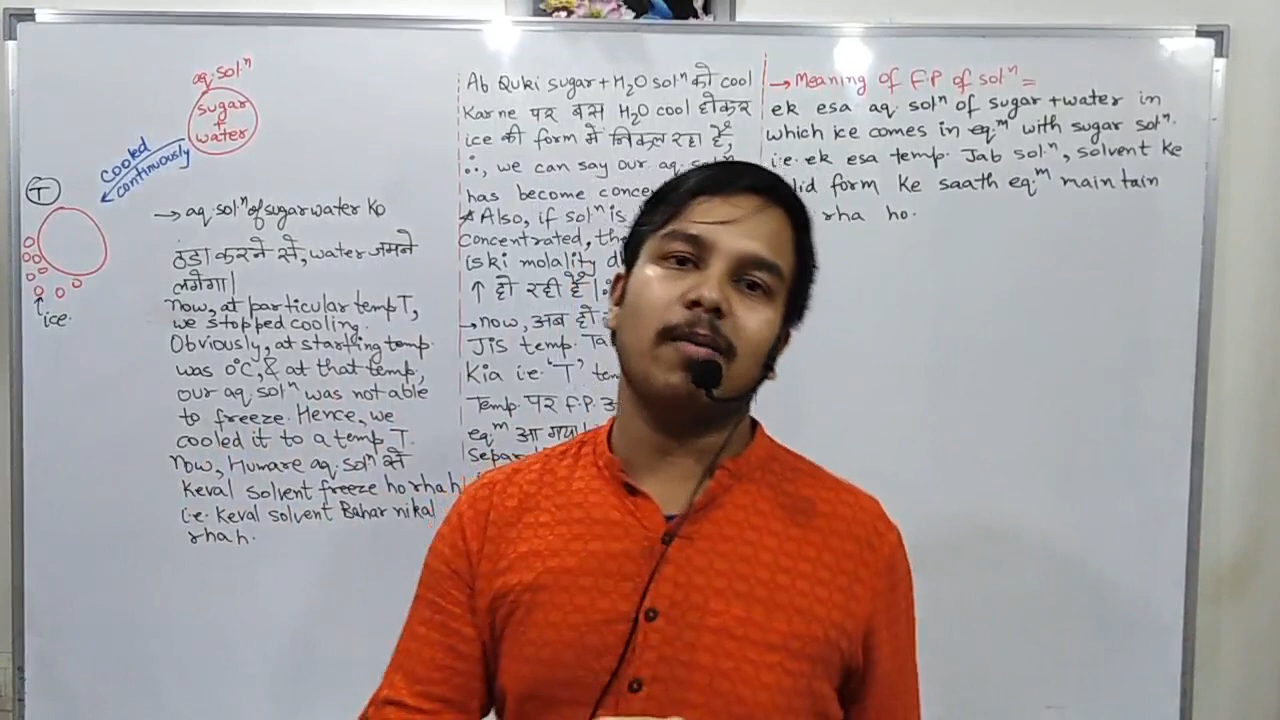 aq. solⁿ
sugar
+
water
cooled
continuously
T
ice.
→ aq. solⁿ of sugar water ko
ठंडा करने से, water जमने
लगेगा।
Now, at particular temp T,
we stopped cooling.
Obviously, at starting temp.
was 0°C, & at that temp,
our aq. solⁿ was not able
to freeze. Hence, we
cooled it to a temp T.
Now, Humare aq. solⁿ से
Keval Solvent freeze ho rha h
i.e. Keval solvent Bahar nikal
rha h.
Ab Quki sugar + H₂O solⁿ को cool
Karne पर बस H₂O cool होकर
ice की form में निकल रहा है,
∴, we can say our aq. solⁿ
has become
*Also, if solⁿ is
concentrated,
iski molality
↑ हो रही है।
→ now, अब
Jis temp.
Kia i.e. 'T'
Temp. पर F.P.
eqᵐ आ गया।
→ Meaning of F.P of solⁿ =
ek esa aq. solⁿ of sugar + water in
which ice comes in eqᵐ with sugar solⁿ.
i.e. ek esa temp. Jab solⁿ, solvent ke
form ke saath eqᵐ maintain
rha ho.